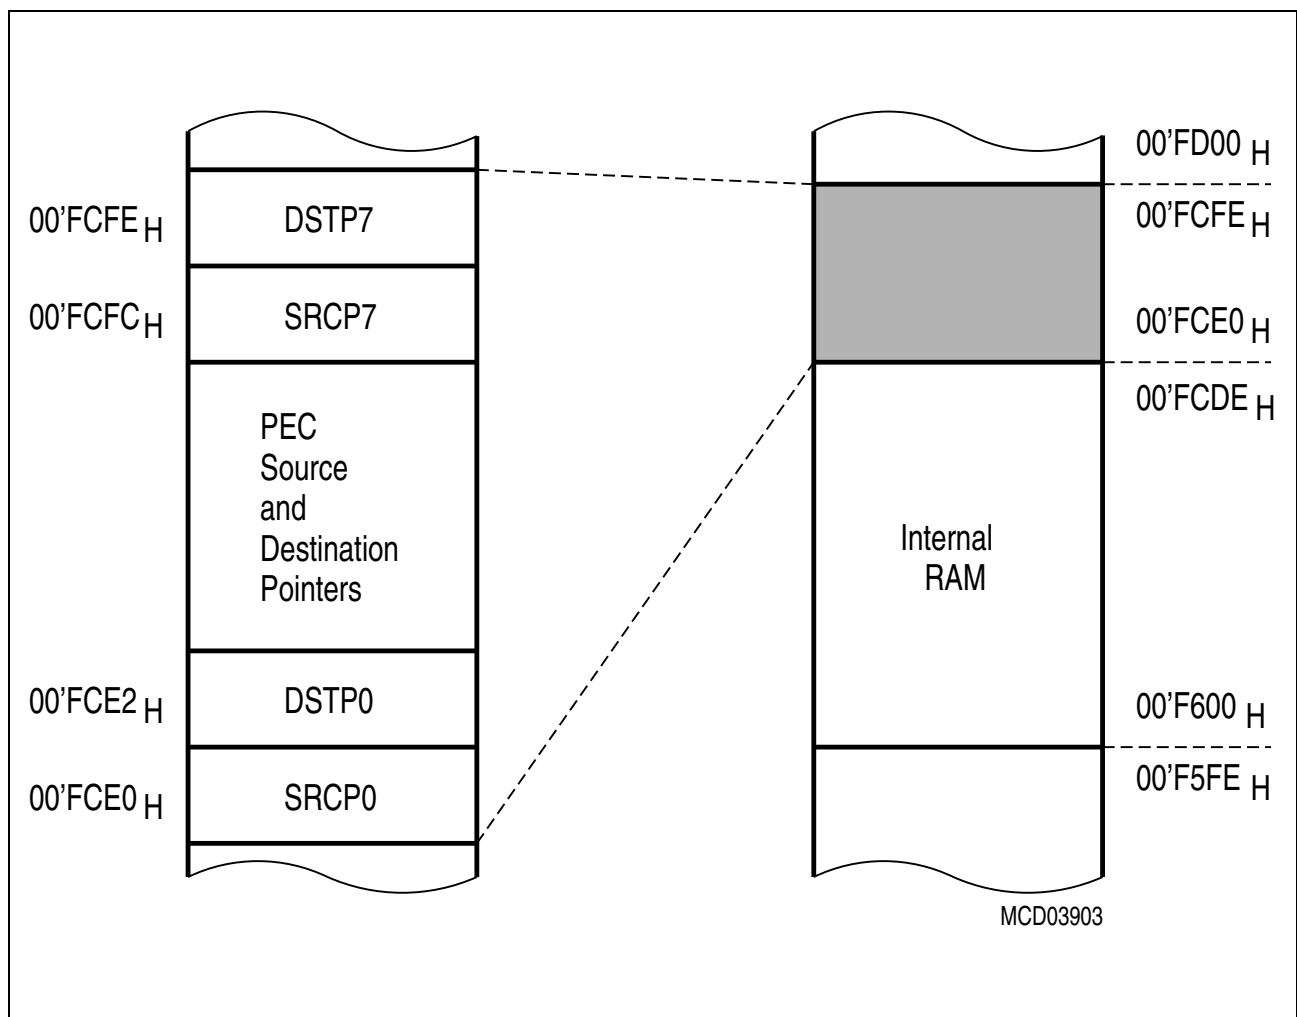 00'FD00 H
00'FCFE H
DSTP7
00'FCFE H
00'FCFC H
SRCP7
00'FCE0 H
00'FCDE H
PEC
Source
and
Destination
Pointers
Internal
RAM
00'FCE2 H
DSTP0
00'F600 H
00'F5FE H
00'FCE0 H
SRCP0
MCD03903